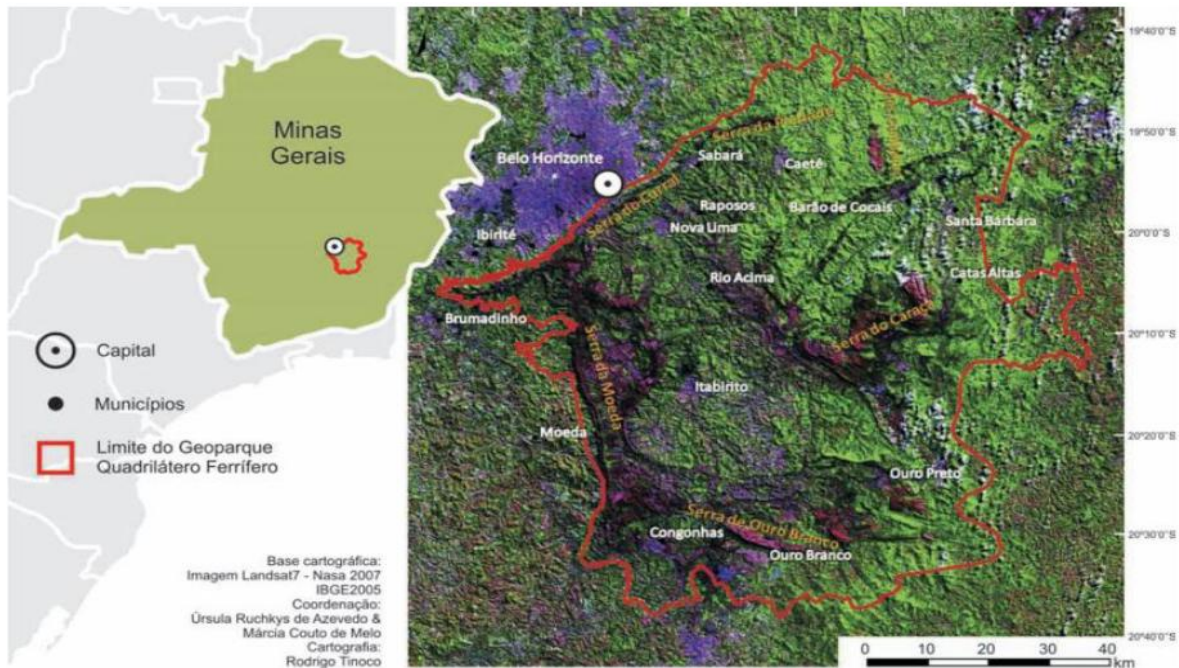 Minas
Gerais
Capital
Municípios
Limite do Geoparque
Quadrilátero Ferrífero
Base cartográfica:
Imagem Landsat7 - Nasa 2007
IBGE2005
Coordenação:
Úrsula Ruchkys de Azevedo &
Márcia Couto de Melo
Cartografia:
Rodrigo Tinoco
Belo Horizonte
Serra da Piedade
Sabará
Caeté
Serra do Curral
Raposos
Barão de Cocais
Ibirité
Nova Lima
Santa Bárbara
Rio Acima
Catas Altas
Brumadinho
Serra do Caraça
Serra da Moeda
Itabirito
Moeda
Ouro Preto
Serra de Ouro Branco
Congonhas
Ouro Branco
19°40'0"S
19°50'0"S
20°0'0"S
20°10'0"S
20°20'0"S
20°30'0"S
20°40'0"S
0 10 20 30 40
km